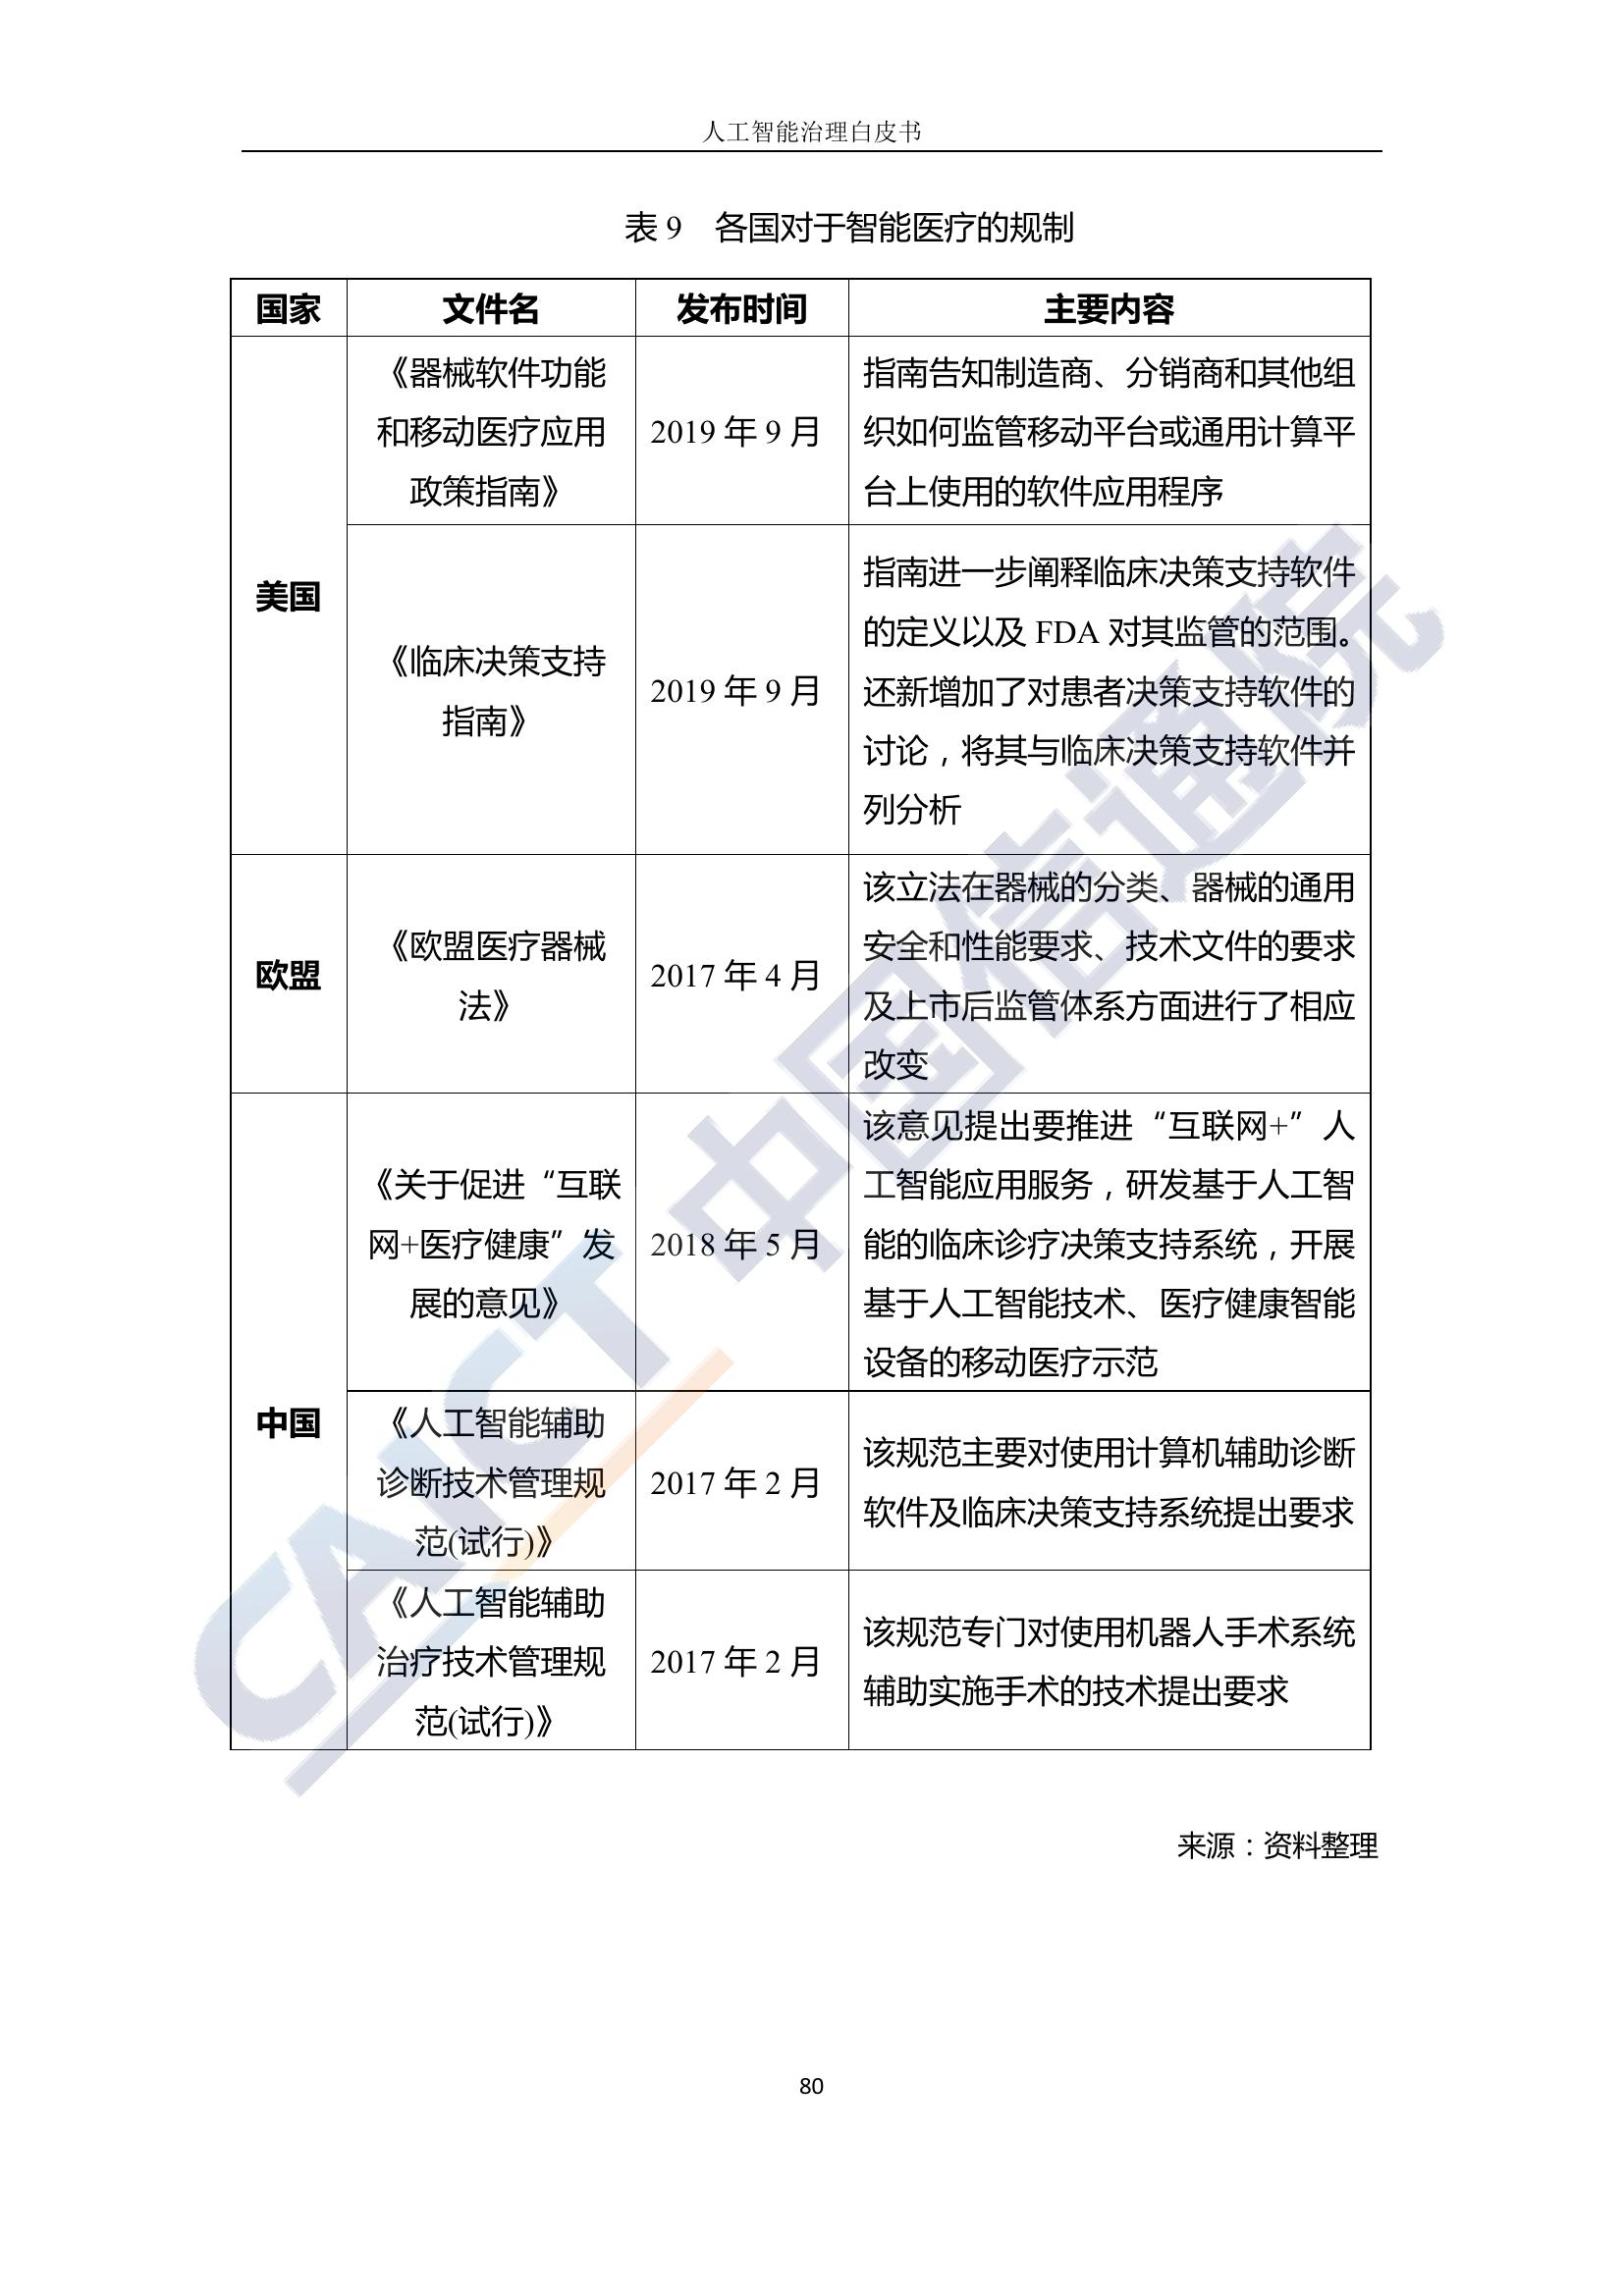 人工智能治理白皮书
表 9 各国对于智能医疗的规制
国家 文件名 发布时间 主要内容
美国
《器械软件功能
和移动医疗应用
政策指南》
2019 年 9 月
指南告知制造商、分销商和其他组
织如何监管移动平台或通用计算平
台上使用的软件应用程序
《临床决策支持
指南》
2019 年 9 月
指南进一步阐释临床决策支持软件
的定义以及 FDA 对其监管的范围。
还新增加了对患者决策支持软件的
讨论，将其与临床决策支持软件并
列分析
欧盟
《欧盟医疗器械
法》
2017 年 4 月
该立法在器械的分类、器械的通用
安全和性能要求、技术文件的要求
及上市后监管体系方面进行了相应
改变
中国
《关于促进“互联
网+医疗健康”发
展的意见》
2018 年 5 月
该意见提出要推进“互联网+”人
工智能应用服务，研发基于人工智
能的临床诊疗决策支持系统，开展
基于人工智能技术、医疗健康智能
设备的移动医疗示范
《人工智能辅助
诊断技术管理规
范(试行)》
2017 年 2 月
该规范主要对使用计算机辅助诊断
软件及临床决策支持系统提出要求
《人工智能辅助
治疗技术管理规
范(试行)》
2017 年 2 月
该规范专门对使用机器人手术系统
辅助实施手术的技术提出要求
来源：资料整理
80
CAICT 中国信通院